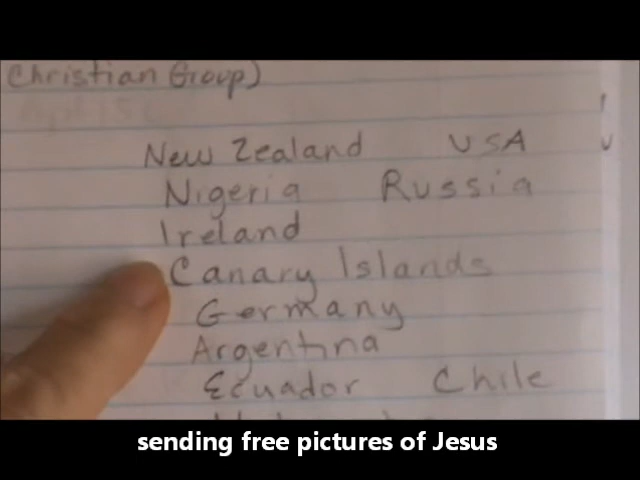 Christian Group)
New Zealand USA
Nigeria Russia
Ireland
Canary Islands
Germany
Argentina
Ecuador Chile
sending free pictures of Jesus